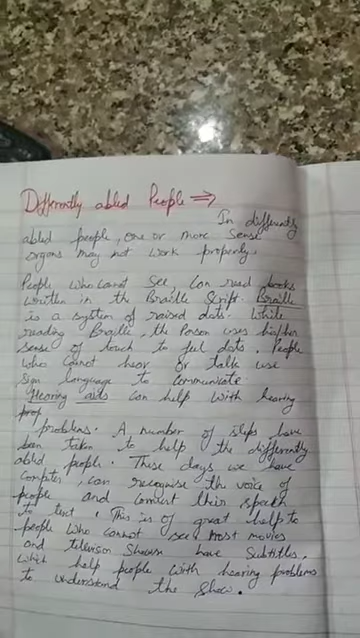 Differently abled People ⇒
In differently
abled people, one or more sense
organs may not work properly.
People who cannot see, can read books
written in the Braille Script. Braille
is a system of raised dots. While
reading Braille, the Person uses his/her
sense of touch to feel dots. People
who cannot hear or talk use
sign language to communicate.
Hearing aids can help with hearing
prof
problems. A number of steps have
been taken to help the differently
abled people. These days we have
computer, can recognise the voice of
people and convert their speech
to text. This is of great help to
people who cannot see. Most movies
and television shows have Subtitles.
which help people with hearing problems
to understand the Show.